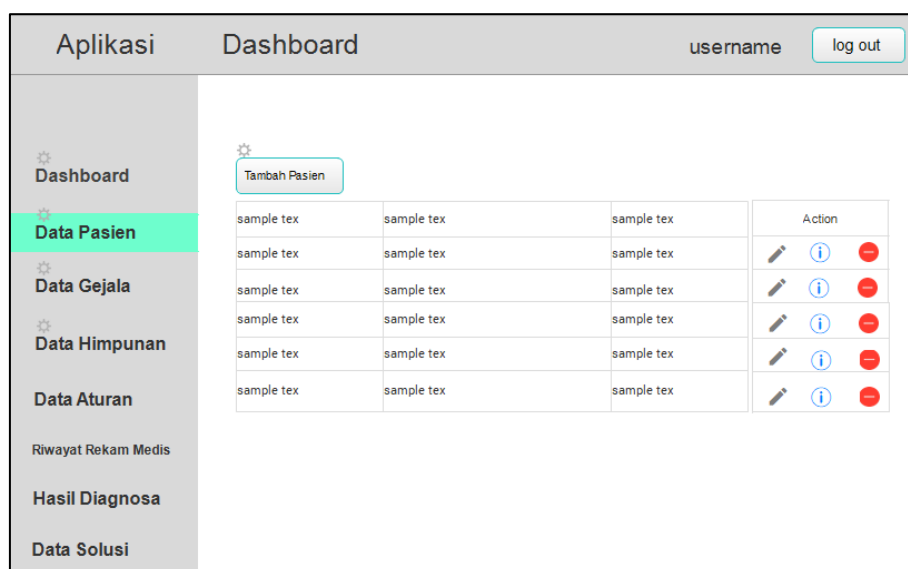 Aplikasi Dashboard username log out
Dashboard
Data Pasien
Data Gejala
Data Himpunan
Data Aturan
Riwayat Rekam Medis
Hasil Diagnosa
Data Solusi
Tambah Pasien
sample tex sample tex sample tex Action
sample tex sample tex sample tex
sample tex sample tex sample tex
sample tex sample tex sample tex
sample tex sample tex sample tex
sample tex sample tex sample tex